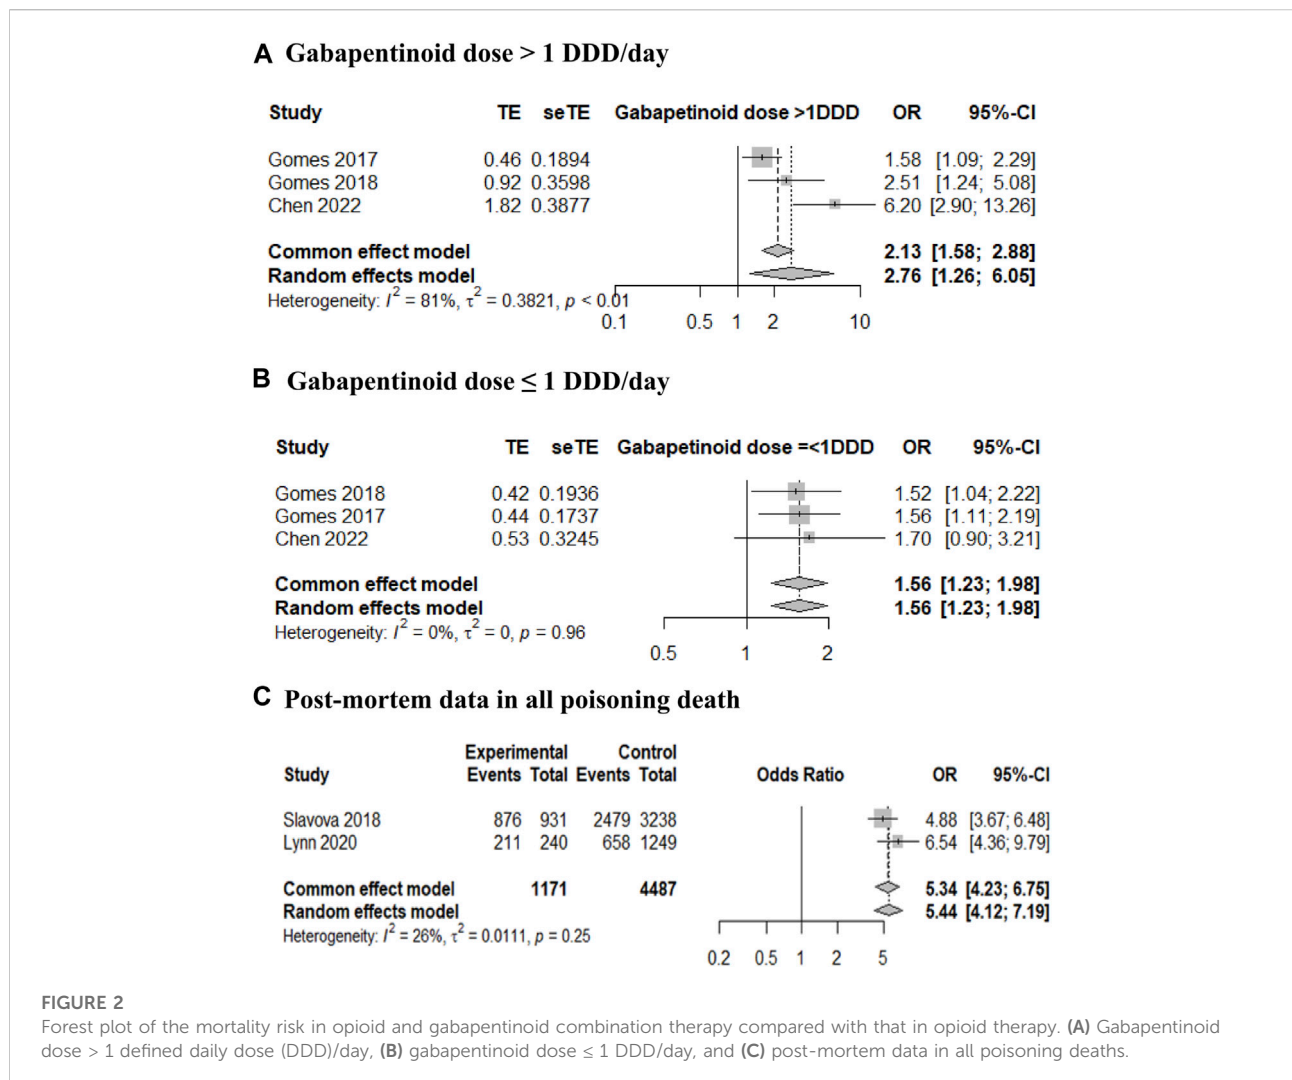 A Gabapentinoid dose > 1 DDD/day
Study TE seTE Gabapetinoid dose >1DDD OR 95%-CI
Gomes 2017 0.46 0.1894 1.58 [1.09; 2.29]
Gomes 2018 0.92 0.3598 2.51 [1.24; 5.08]
Chen 2022 1.82 0.3877 6.20 [2.90; 13.26]
Common effect model 2.13 [1.58; 2.88]
Random effects model 2.76 [1.26; 6.05]
Heterogeneity: I² = 81%, τ² = 0.3821, p < 0.01
0.1 0.5 1 2 10
B Gabapentinoid dose ≤ 1 DDD/day
Study TE seTE Gabapetinoid dose =<1DDD OR 95%-CI
Gomes 2018 0.42 0.1936 1.52 [1.04; 2.22]
Gomes 2017 0.44 0.1737 1.56 [1.11; 2.19]
Chen 2022 0.53 0.3245 1.70 [0.90; 3.21]
Common effect model 1.56 [1.23; 1.98]
Random effects model 1.56 [1.23; 1.98]
Heterogeneity: I² = 0%, τ² = 0, p = 0.96
0.5 1 2
C Post-mortem data in all poisoning death
Experimental Control
Study Events Total Events Total Odds Ratio OR 95%-CI
Slavova 2018 876 931 2479 3238 4.88 [3.67; 6.48]
Lynn 2020 211 240 658 1249 6.54 [4.36; 9.79]
Common effect model 1171 4487 5.34 [4.23; 6.75]
Random effects model 5.44 [4.12; 7.19]
Heterogeneity: I² = 26%, τ² = 0.0111, p = 0.25
0.2 0.5 1 2 5
FIGURE 2
Forest plot of the mortality risk in opioid and gabapentinoid combination therapy compared with that in opioid therapy. (A) Gabapentinoid
dose > 1 defined daily dose (DDD)/day, (B) gabapentinoid dose ≤ 1 DDD/day, and (C) post-mortem data in all poisoning deaths.